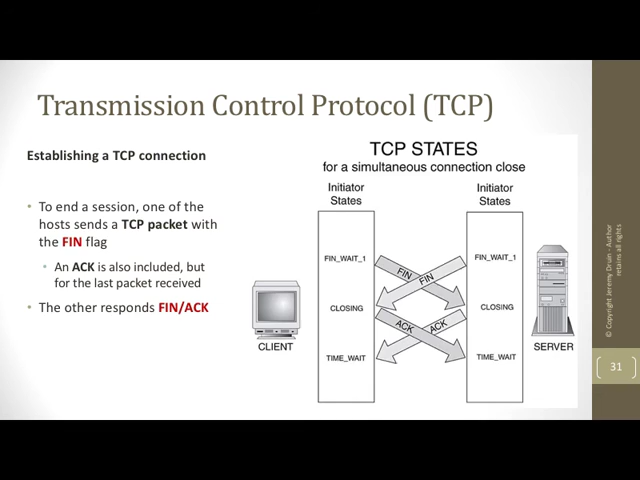 Transmission Control Protocol (TCP)
Establishing a TCP connection
• To end a session, one of the
hosts sends a TCP packet with
the FIN flag
• An ACK is also included, but
for the last packet received
• The other responds FIN/ACK
TCP STATES
for a simultaneous connection close
Initiator
States
Initiator
States
FIN_WAIT_1
FIN
FIN
FIN_WAIT_1
CLOSING
CLOSING
ACK
ACK
TIME_WAIT
TIME_WAIT
CLIENT
SERVER
© Copyright Jeremy Druin - Author
retains all rights
31